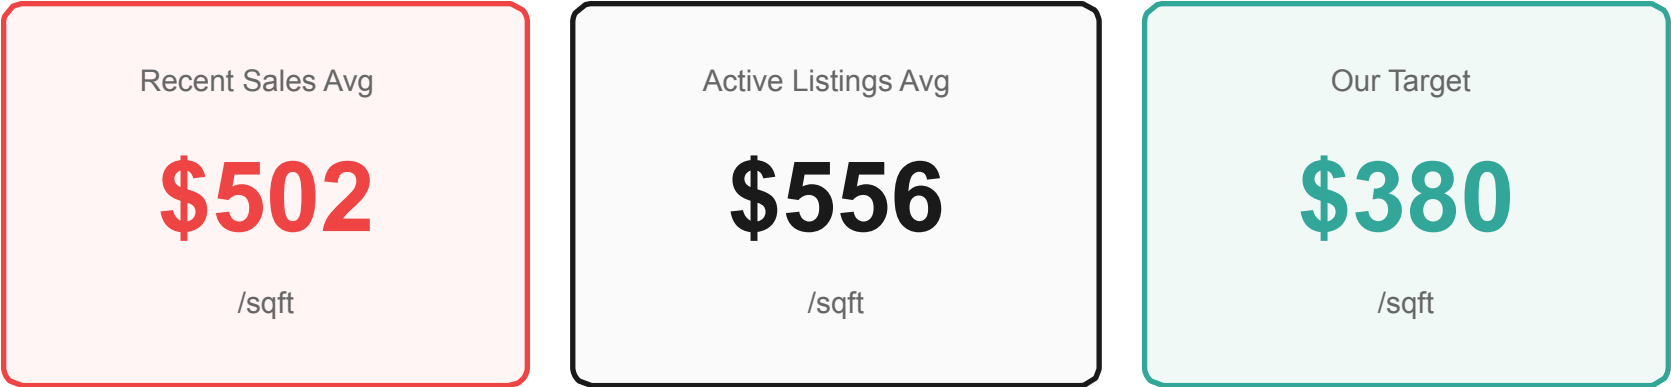 Recent Sales Avg
$502
/sqft
Active Listings Avg
$556
/sqft
Our Target
$380
/sqft